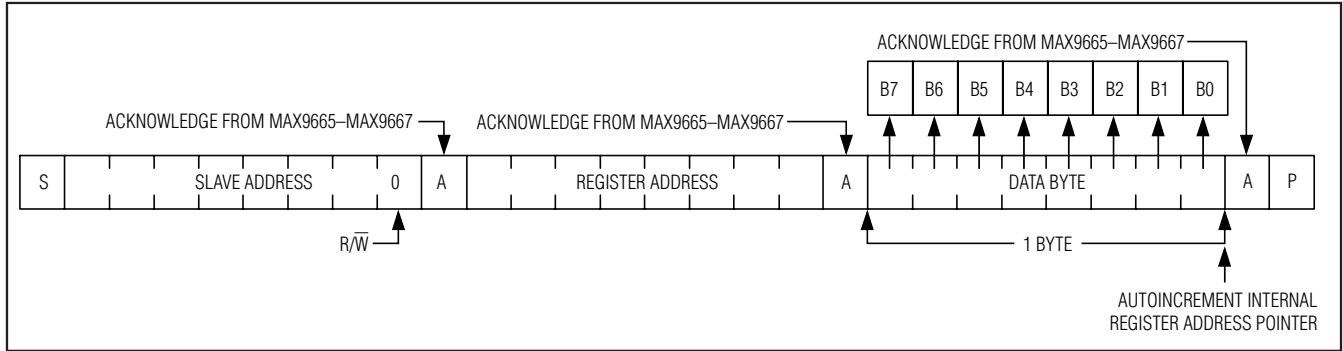 ACKNOWLEDGE FROM MAX9665–MAX9667
B7 B6 B5 B4 B3 B2 B1 B0
ACKNOWLEDGE FROM MAX9665–MAX9667 ACKNOWLEDGE FROM MAX9665–MAX9667
S SLAVE ADDRESS 0 A REGISTER ADDRESS A DATA BYTE A P
R/W̅ 1 BYTE
AUTOINCREMENT INTERNAL
REGISTER ADDRESS POINTER